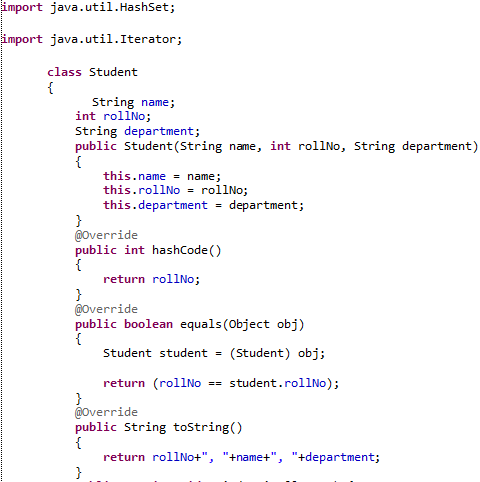 import java.util.HashSet;
import java.util.Iterator;
class Student
{
String name;
int rollNo;
String department;
public Student(String name, int rollNo, String department)
{
this.name = name;
this.rollNo = rollNo;
this.department = department;
}
@Override
public int hashCode()
{
return rollNo;
}
@Override
public boolean equals(Object obj)
{
Student student = (Student) obj;
return (rollNo == student.rollNo);
}
@Override
public String toString()
{
return rollNo+", "+name+", "+department;
}